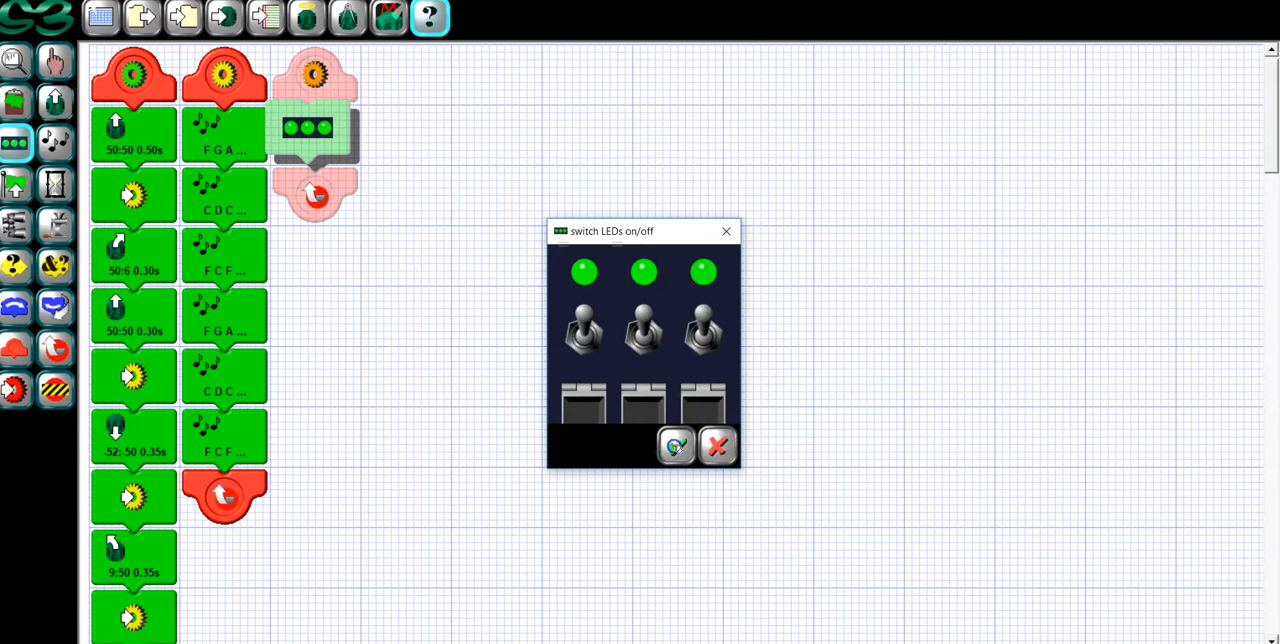 ?
switch LEDs on/off
50:50 0.50s
F G A ...
C D C ...
50:6 0.30s
F C F ...
50:50 0.30s
F G A ...
C D C ...
-52:-50 0.35s
F C F ...
9:50 0.35s